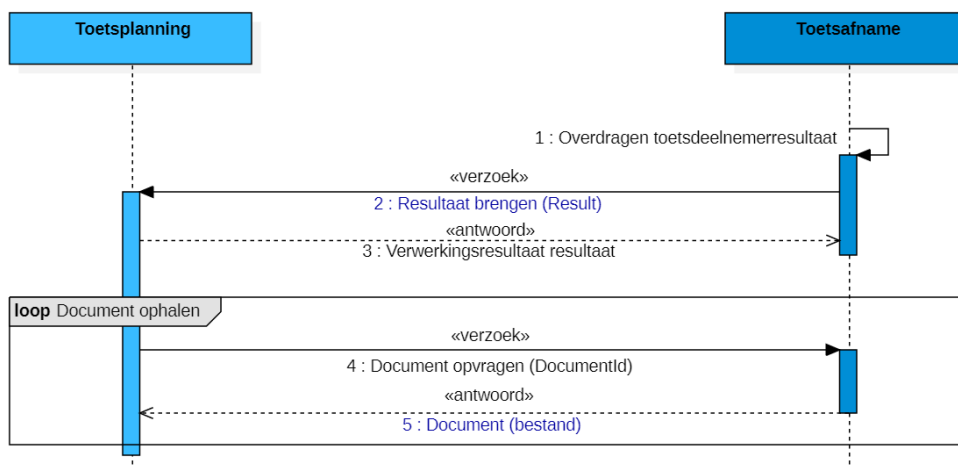 Toetsplanning
Toetsafname
1 : Overdragen toetsdeelnemerresultaat
«verzoek»
2 : Resultaat brengen (Result)
«antwoord»
3 : Verwerkingsresultaat resultaat
loop Document ophalen
«verzoek»
4 : Document opvragen (DocumentId)
«antwoord»
5 : Document (bestand)